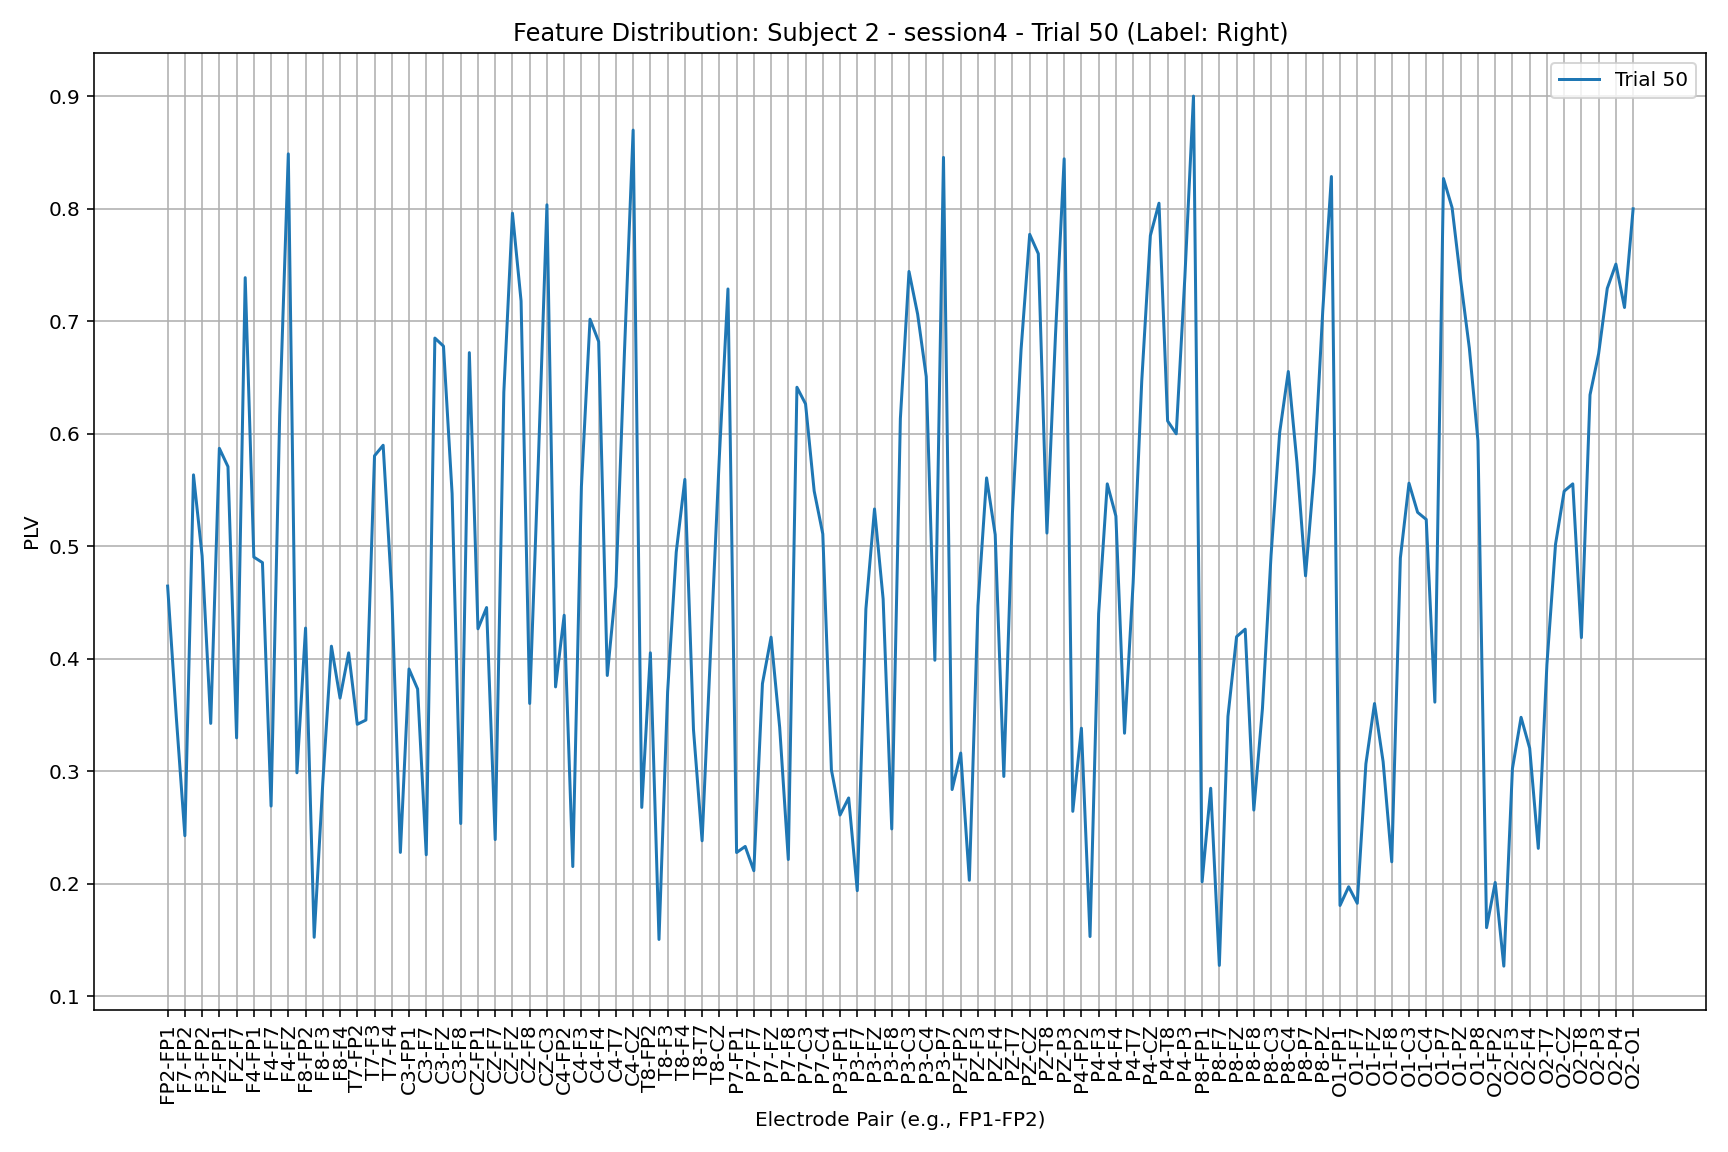 Feature Distribution: Subject 2 - session4 - Trial 50 (Label: Right)
Trial 50
0.9
0.8
0.7
0.6
0.5
0.4
0.3
0.2
0.1
PLV
FP2-FP1
F7-FP2
F3-FP2
FZ-FP1
FZ-F7
F4-FP1
F4-F7
F4-FZ
F8-FP2
F8-F3
F8-F4
T7-FP2
T7-F3
T7-F4
C3-FP1
C3-F7
C3-FZ
C3-F8
CZ-FP1
CZ-F7
CZ-FZ
CZ-F8
CZ-C3
C4-FP2
C4-F3
C4-F4
C4-T7
C4-CZ
T8-FP2
T8-F3
T8-F4
T8-T7
T8-CZ
P7-FP1
P7-F7
P7-FZ
P7-F8
P7-C3
P7-C4
P3-FP1
P3-F7
P3-FZ
P3-F8
P3-C3
P3-C4
P3-P7
PZ-FP2
PZ-F3
PZ-F4
PZ-T7
PZ-CZ
PZ-T8
PZ-P3
P4-FP2
P4-F3
P4-F4
P4-T7
P4-CZ
P4-T8
P4-P3
P8-FP1
P8-F7
P8-FZ
P8-F8
P8-C3
P8-C4
P8-P7
P8-PZ
O1-FP1
O1-F7
O1-FZ
O1-F8
O1-C3
O1-C4
O1-P7
O1-PZ
O1-P8
O2-FP2
O2-F3
O2-F4
O2-T7
O2-CZ
O2-T8
O2-P3
O2-P4
O2-O1
Electrode Pair (e.g., FP1-FP2)